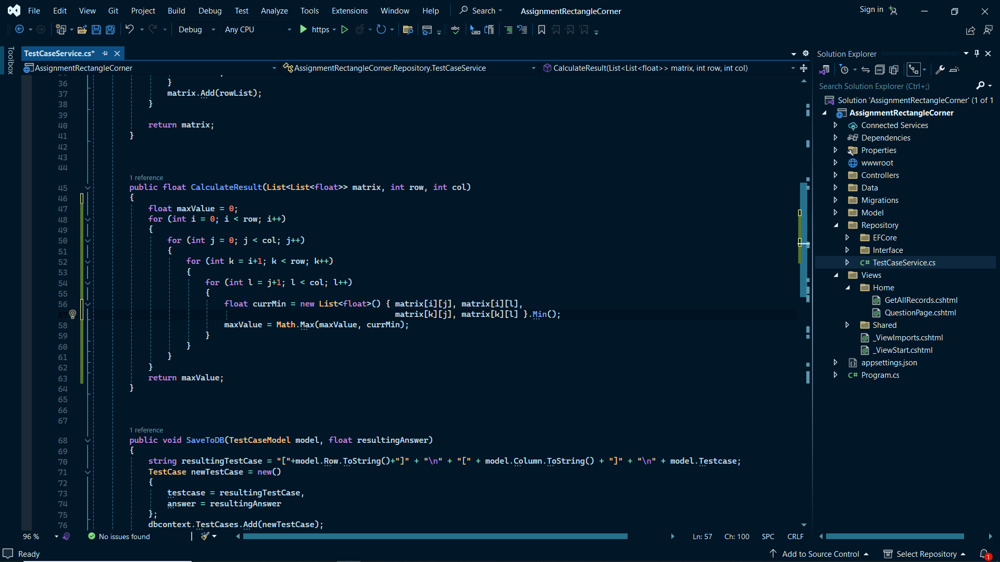 File Edit View Git Project Build Debug Test Analyze Tools Extensions Window Help Search AssignmentRectangleCorner Sign in
Debug Any CPU https
Toolbox
TestCaseService.cs*
AssignmentRectangleCorner AssignmentRectangleCorner.Repository.TestCaseService CalculateResult(List<List<float>> matrix, int row, int col)
36 }
37 matrix.Add(rowList);
38 }
39
40 return matrix;
41 }
42
43
44
1 reference
45 public float CalculateResult(List<List<float>> matrix, int row, int col)
46 {
47 float maxValue = 0;
48 for (int i = 0; i < row; i++)
49 {
50 for (int j = 0; j < col; j++)
51 {
52 for (int k = i+1; k < row; k++)
53 {
54 for (int l = j+1; l < col; l++)
55 {
56 float currMin = new List<float>() { matrix[i][j], matrix[i][l],
57 matrix[k][j], matrix[k][l] }.Min();
58 maxValue = Math.Max(maxValue, currMin);
59 }
60 }
61 }
62 }
63 return maxValue;
64 }
65
66
67
1 reference
68 public void SaveToDB(TestCaseModel model, float resultingAnswer)
69 {
70 string resultingTestCase = "["+model.Row.ToString()+"]" + "\n" + "[" + model.Column.ToString() + "]" + "\n" + model.Testcase;
71 TestCase newTestCase = new()
72 {
73 testcase = resultingTestCase,
74 answer = resultingAnswer
75 };
76 dbcontext.TestCases.Add(newTestCase);
96 % No issues found Ln: 57 Ch: 100 SPC CRLF
Solution Explorer
Search Solution Explorer (Ctrl+;)
Solution 'AssignmentRectangleCorner' (1 of 1
AssignmentRectangleCorner
Connected Services
Dependencies
Properties
wwwroot
Controllers
Data
Migrations
Model
Repository
EFCore
Interface
C# TestCaseService.cs
Views
Home
GetAllRecords.cshtml
QuestionPage.cshtml
Shared
_ViewImports.cshtml
_ViewStart.cshtml
appsettings.json
C# Program.cs
Ready Add to Source Control Select Repository 1